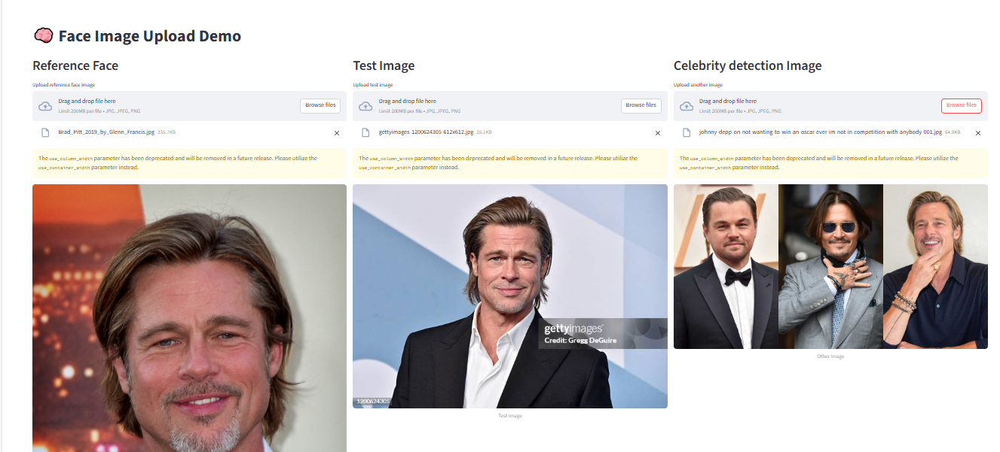 Face Image Upload Demo
Reference Face
Upload reference face image
Drag and drop file here
Limit 200MB per file • JPG, JPEG, PNG
Browse files
Brad_Pitt_2019_by_Glenn_Francis.jpg 235.7KB
The use_column_width parameter has been deprecated and will be removed in a future release. Please utilize the
use_container_width parameter instead.
Test Image
Upload test image
Drag and drop file here
Limit 200MB per file • JPG, JPEG, PNG
Browse files
gettyimages-1200624305-612x612.jpg 25.1KB
The use_column_width parameter has been deprecated and will be removed in a future release. Please utilize the
use_container_width parameter instead.
gettyimages®
Credit: Gregg DeGuire
1200624305
Test Image
Celebrity detection Image
Upload another image
Drag and drop file here
Limit 200MB per file • JPG, JPEG, PNG
Browse files
johnny-depp-on-not-wanting-to-win-an-oscar-ever-im-not-in-competition-with-anybody-001.jpg 64.8KB
The use_column_width parameter has been deprecated and will be removed in a future release. Please utilize the
use_container_width parameter instead.
Other Image